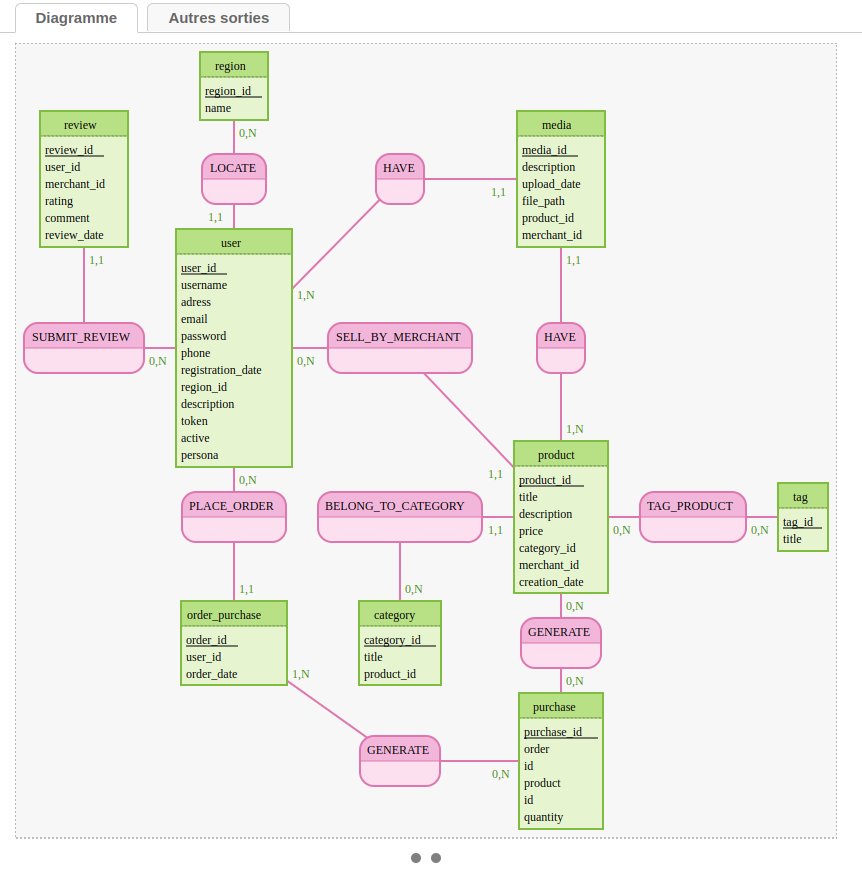 Diagramme
Autres sorties
region
region_id
name
0,N
LOCATE
1,1
review
review_id
user_id
merchant_id
rating
comment
review_date
1,1
HAVE
1,1
1,N
media
media_id
description
upload_date
file_path
product_id
merchant_id
1,1
user
user_id
username
adress
email
password
phone
registration_date
region_id
description
token
active
persona
0,N
SUBMIT_REVIEW
0,N
SELL_BY_MERCHANT
0,N
1,1
HAVE
1,N
product
product_id
title
description
price
category_id
merchant_id
creation_date
0,N
PLACE_ORDER
1,1
BELONG_TO_CATEGORY
1,1
0,N
TAG_PRODUCT
0,N
0,N
tag
tag_id
title
order_purchase
order_id
user_id
order_date
1,N
category
category_id
title
product_id
GENERATE
0,N
purchase
purchase_id
order
id
product
id
quantity
GENERATE
0,N